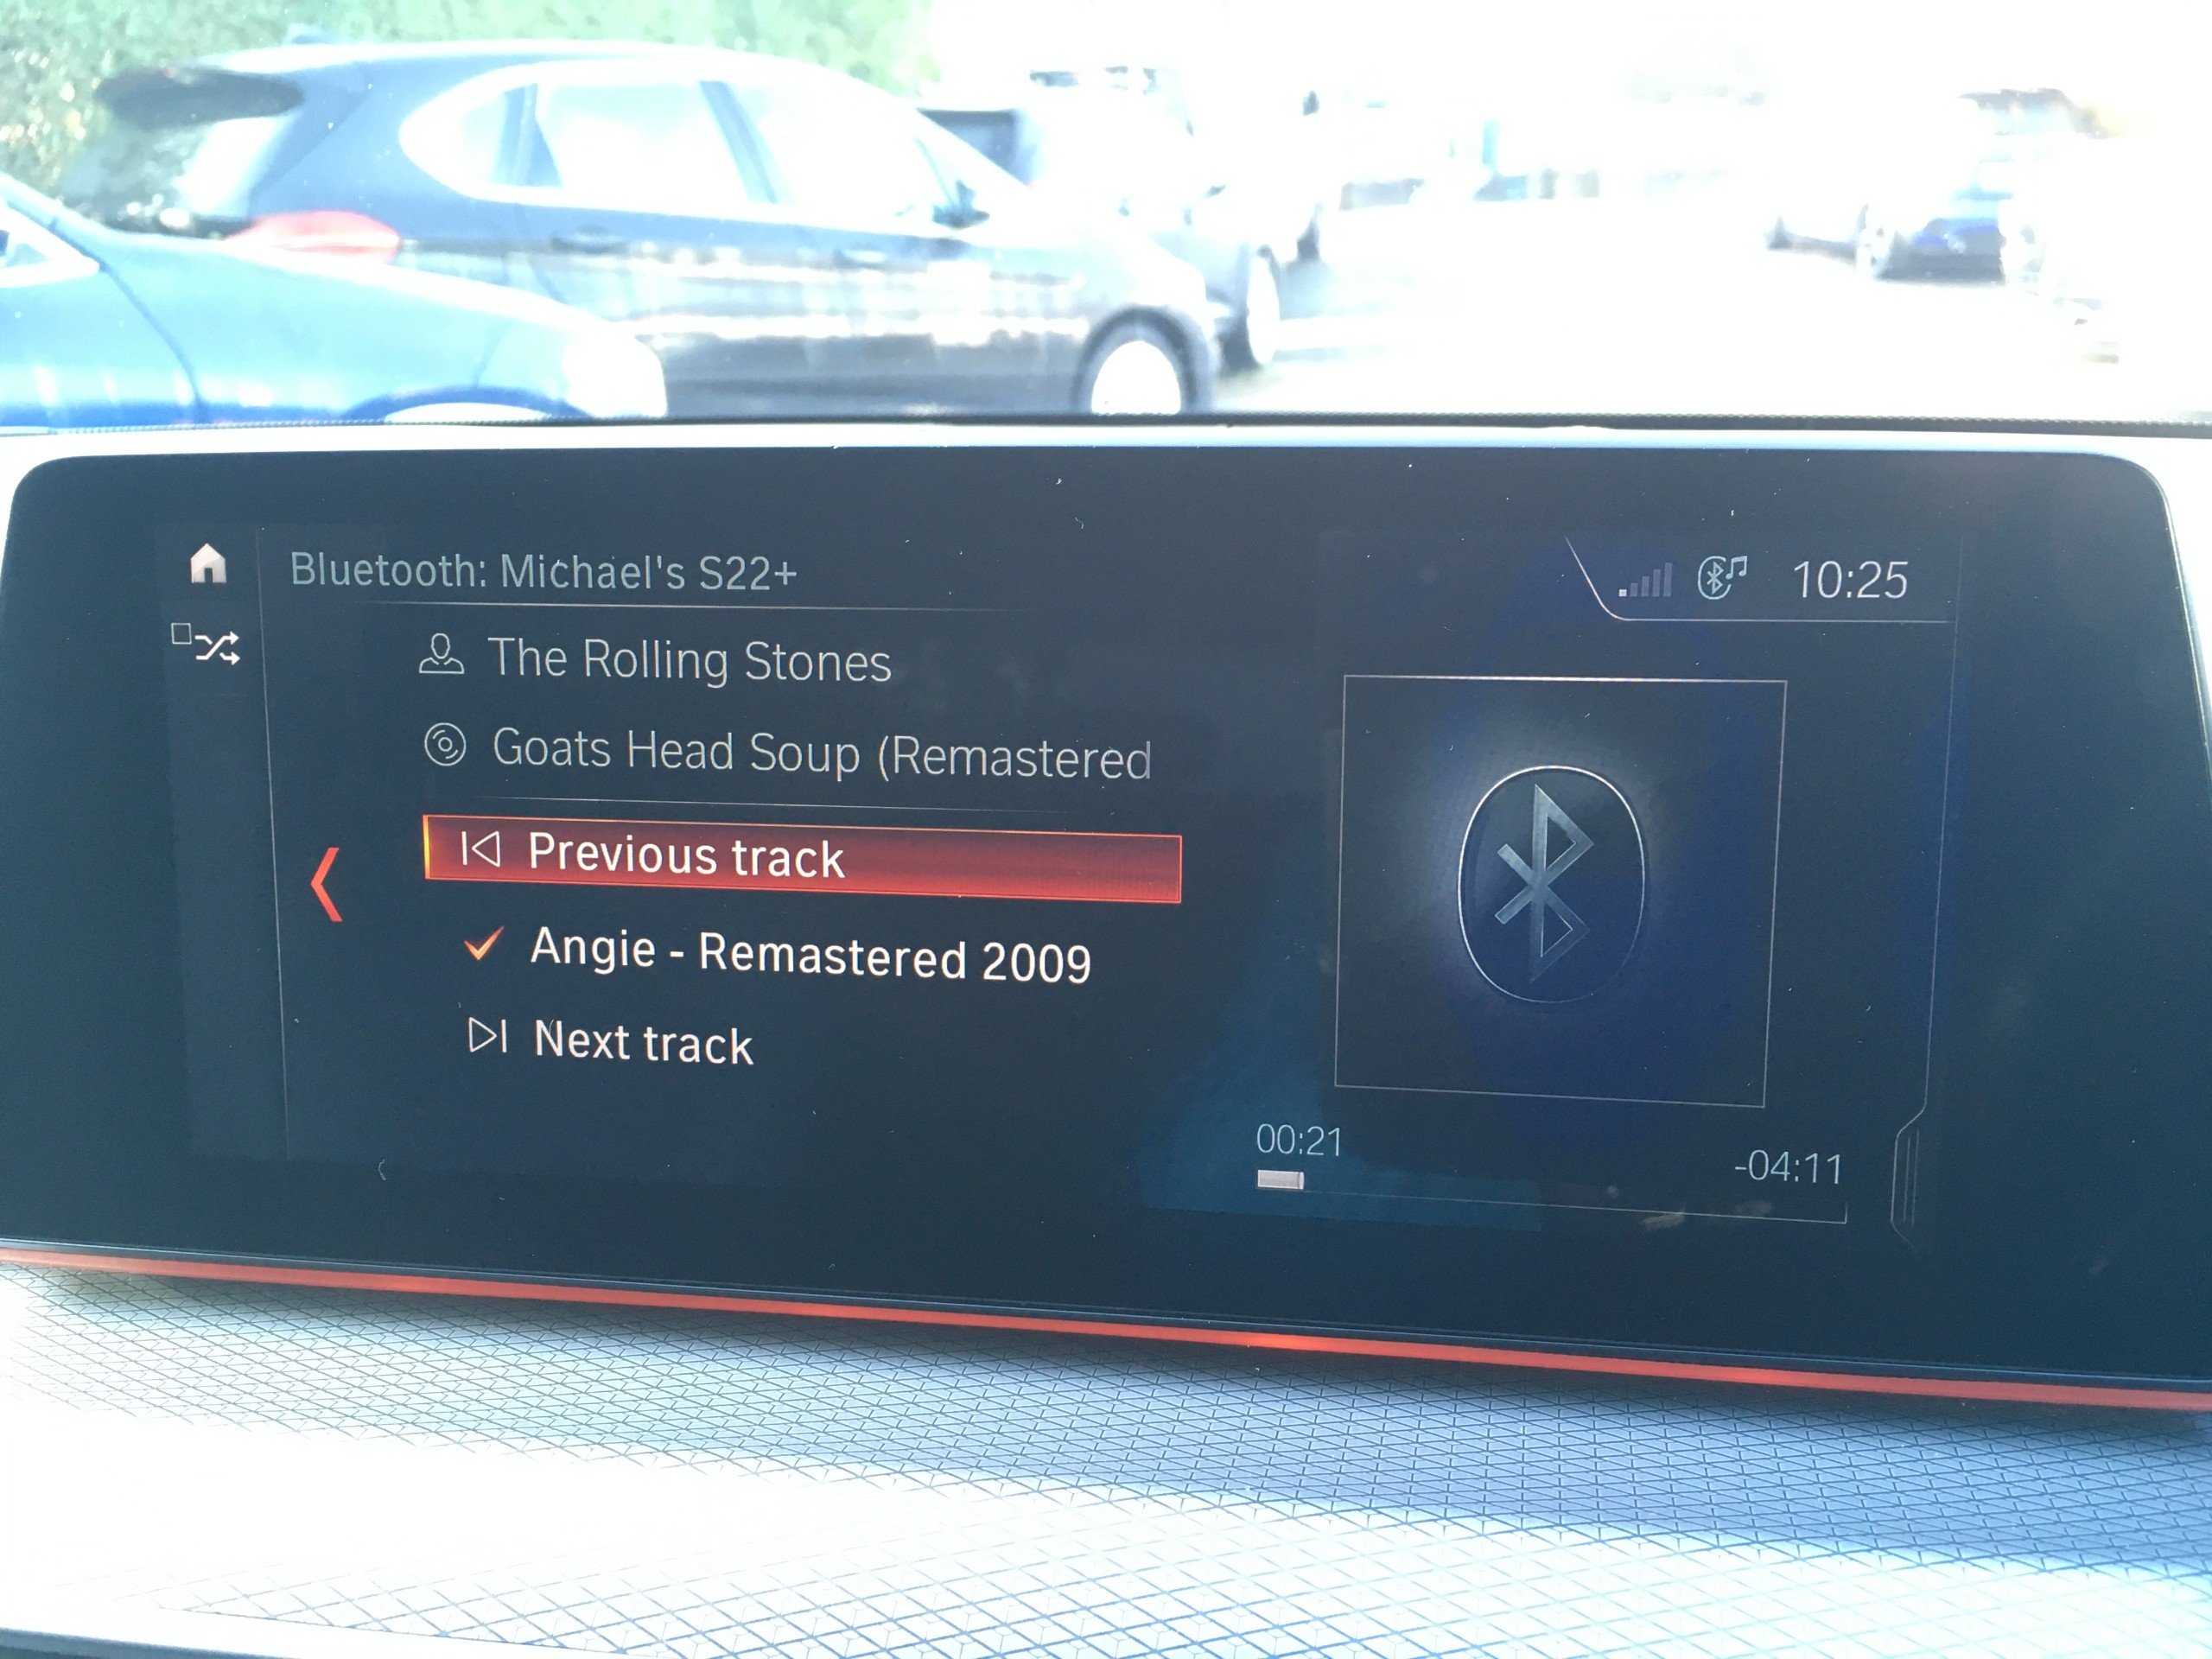 Bluetooth: Michael's S22+
10:25
The Rolling Stones
Goats Head Soup (Remastered
Previous track
Angie - Remastered 2009
Next track
00:21
-04:11